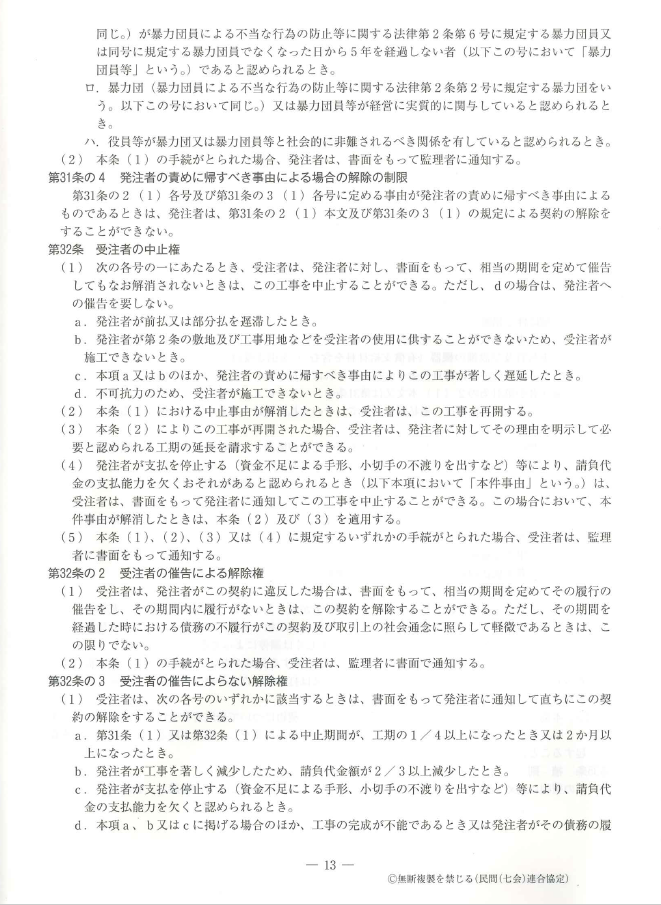 同じ。）が暴力団員による不当な行為の防止等に関する法律第２条第６号に規定する暴力団員又
は同号に規定する暴力団員でなくなった日から５年を経過しない者（以下この号において「暴力
団員等」という。）であると認められるとき。
ロ．暴力団（暴力団員による不当な行為の防止等に関する法律第２条第２号に規定する暴力団をい
う。以下この号において同じ。）又は暴力団員等が経営に実質的に関与していると認められると
き。
ハ．役員等が暴力団又は暴力団員等と社会的に非難されるべき関係を有していると認められるとき。
（２） 本条（１）の手続がとられた場合、発注者は、書面をもって監理者に通知する。
第31条の４ 発注者の責めに帰すべき事由による場合の解除の制限
第31条の２（１）各号及び第31条の３（１）各号に定める事由が発注者の責めに帰すべき事由による
ものであるときは、発注者は、第31条の２（１）本文及び第31条の３（１）の規定による契約の解除を
することができない。
第32条 受注者の中止権
（１） 次の各号の一にあたるとき、受注者は、発注者に対し、書面をもって、相当の期間を定めて催告
してもなお解消されないときは、この工事を中止することができる。ただし、ｄの場合は、発注者へ
の催告を要しない。
ａ．発注者が前払又は部分払を遅滞したとき。
ｂ．発注者が第２条の敷地及び工事用地などを受注者の使用に供することができないため、受注者が
施工できないとき。
ｃ．本項ａ又はｂのほか、発注者の責めに帰すべき事由によりこの工事が著しく遅延したとき。
ｄ．不可抗力のため、受注者が施工できないとき。
（２） 本条（１）における中止事由が解消したときは、受注者は、この工事を再開する。
（３） 本条（２）によりこの工事が再開された場合、受注者は、発注者に対してその理由を明示して必
要と認められる工期の延長を請求することができる。
（４） 発注者が支払を停止する（資金不足による手形、小切手の不渡りを出すなど）等により、請負代
金の支払能力を欠くおそれがあると認められるとき（以下本項において「本件事由」という。）は、
受注者は、書面をもって発注者に通知してこの工事を中止することができる。この場合において、本
件事由が解消したときは、本条（２）及び（３）を適用する。
（５） 本条（１）、（２）、（３）又は（４）に規定するいずれかの手続がとられた場合、受注者は、監理
者に書面をもって通知する。
第32条の２ 受注者の催告による解除権
（１） 受注者は、発注者がこの契約に違反した場合は、書面をもって、相当の期間を定めてその履行の
催告をし、その期間内に履行がないときは、この契約を解除することができる。ただし、その期間を
経過した時における債務の不履行がこの契約及び取引上の社会通念に照らして軽微であるときは、こ
の限りでない。
（２） 本条（１）の手続がとられた場合、受注者は、監理者に書面で通知する。
第32条の３ 受注者の催告によらない解除権
（１） 受注者は、次の各号のいずれかに該当するときは、書面をもって発注者に通知して直ちにこの契
約の解除をすることができる。
ａ．第31条（１）又は第32条（１）による中止期間が、工期の１／４以上になったとき又は２か月以
上になったとき。
ｂ．発注者が工事を著しく減少したため、請負代金額が２／３以上減少したとき。
ｃ．発注者が支払を停止する（資金不足による手形、小切手の不渡りを出すなど）等により、請負代
金の支払能力を欠くと認められるとき。
ｄ．本項ａ、ｂ又はｃに掲げる場合のほか、工事の完成が不能であるとき又は発注者がその債務の履
― 13 ―
Ⓒ無断複製を禁じる（民間（七会）連合協定）